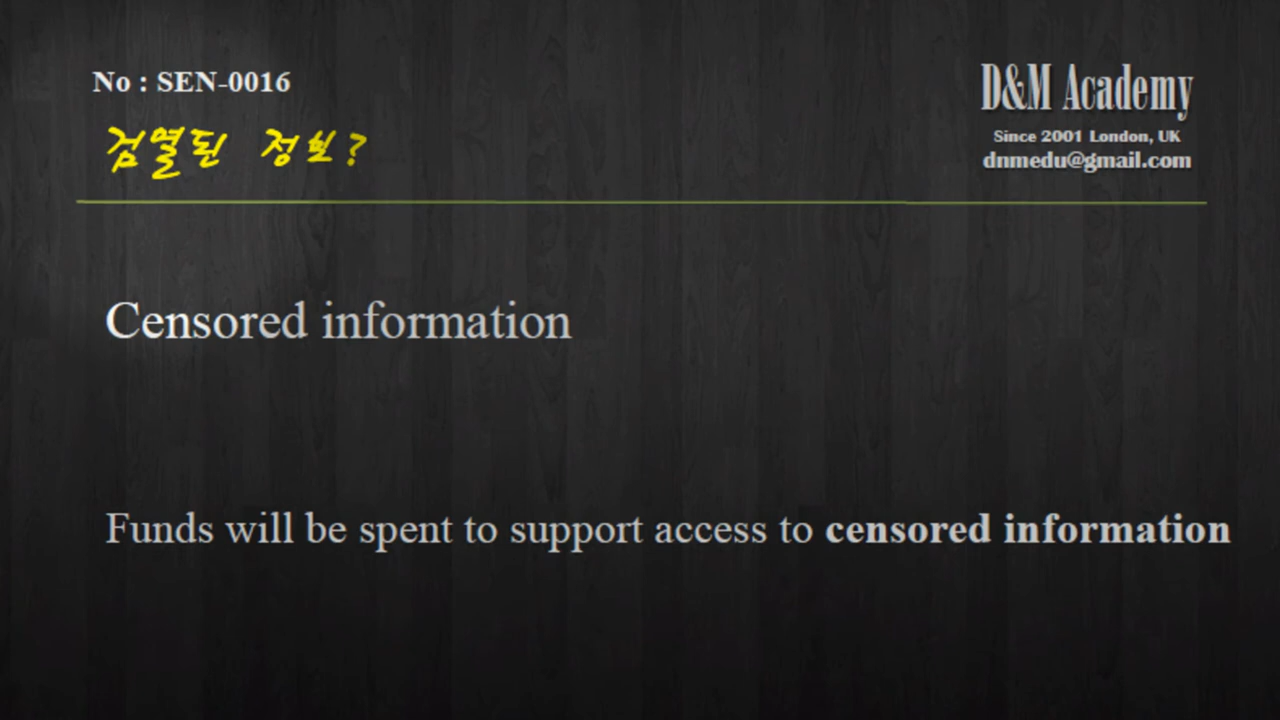 No : SEN-0016
검열된 정보?
D&M Academy
Since 2001 London, UK
dnmedu@gmail.com
Censored information
Funds will be spent to support access to censored information